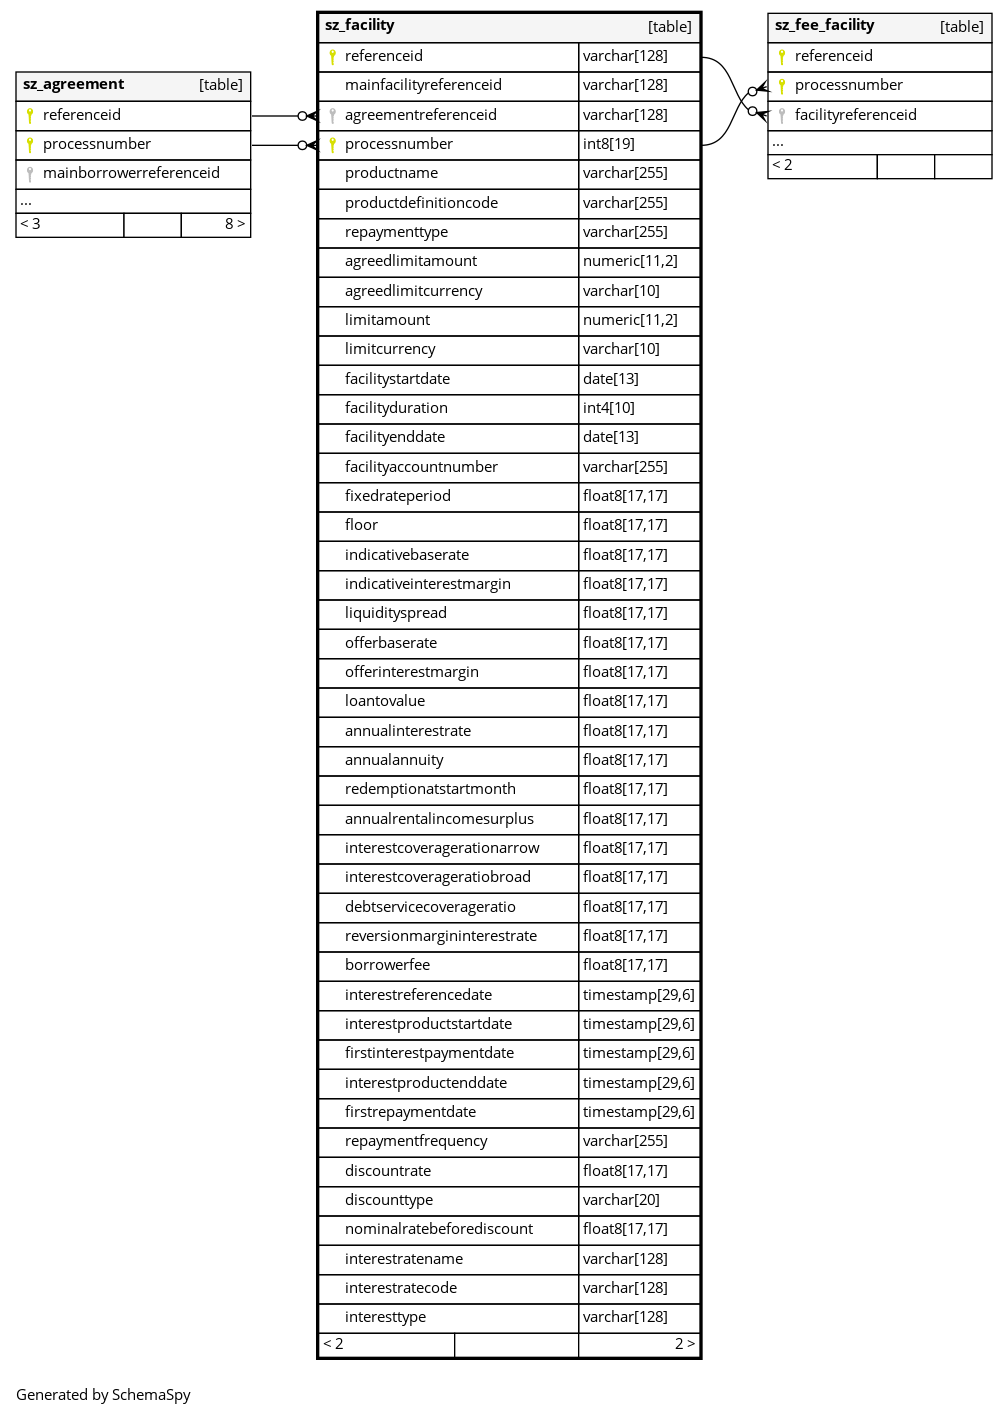 sz_agreement [table]
referenceid
processnumber
mainborrowerreferenceid
...
< 3 8 >
sz_facility [table]
referenceid varchar[128]
mainfacilityreferenceid varchar[128]
agreementreferenceid varchar[128]
processnumber int8[19]
productname varchar[255]
productdefinitioncode varchar[255]
repaymenttype varchar[255]
agreedlimitamount numeric[11,2]
agreedlimitcurrency varchar[10]
limitamount numeric[11,2]
limitcurrency varchar[10]
facilitystartdate date[13]
facilityduration int4[10]
facilityenddate date[13]
facilityaccountnumber varchar[255]
fixedrateperiod float8[17,17]
floor float8[17,17]
indicativebaserate float8[17,17]
indicativeinterestmargin float8[17,17]
liquidityspread float8[17,17]
offerbaserate float8[17,17]
offerinterestmargin float8[17,17]
loantovalue float8[17,17]
annualinterestrate float8[17,17]
annualannuity float8[17,17]
redemptionatstartmonth float8[17,17]
annualrentalincomesurplus float8[17,17]
interestcoveragerationarrow float8[17,17]
interestcoverageratiobroad float8[17,17]
debtservicecoverageratio float8[17,17]
reversionmargininterestrate float8[17,17]
borrowerfee float8[17,17]
interestreferencedate timestamp[29,6]
interestproductstartdate timestamp[29,6]
firstinterestpaymentdate timestamp[29,6]
interestproductenddate timestamp[29,6]
firstrepaymentdate timestamp[29,6]
repaymentfrequency varchar[255]
discountrate float8[17,17]
discounttype varchar[20]
nominalratebeforediscount float8[17,17]
interestratename varchar[128]
interestratecode varchar[128]
interesttype varchar[128]
< 2 2 >
sz_fee_facility [table]
referenceid
processnumber
facilityreferenceid
...
< 2
Generated by SchemaSpy